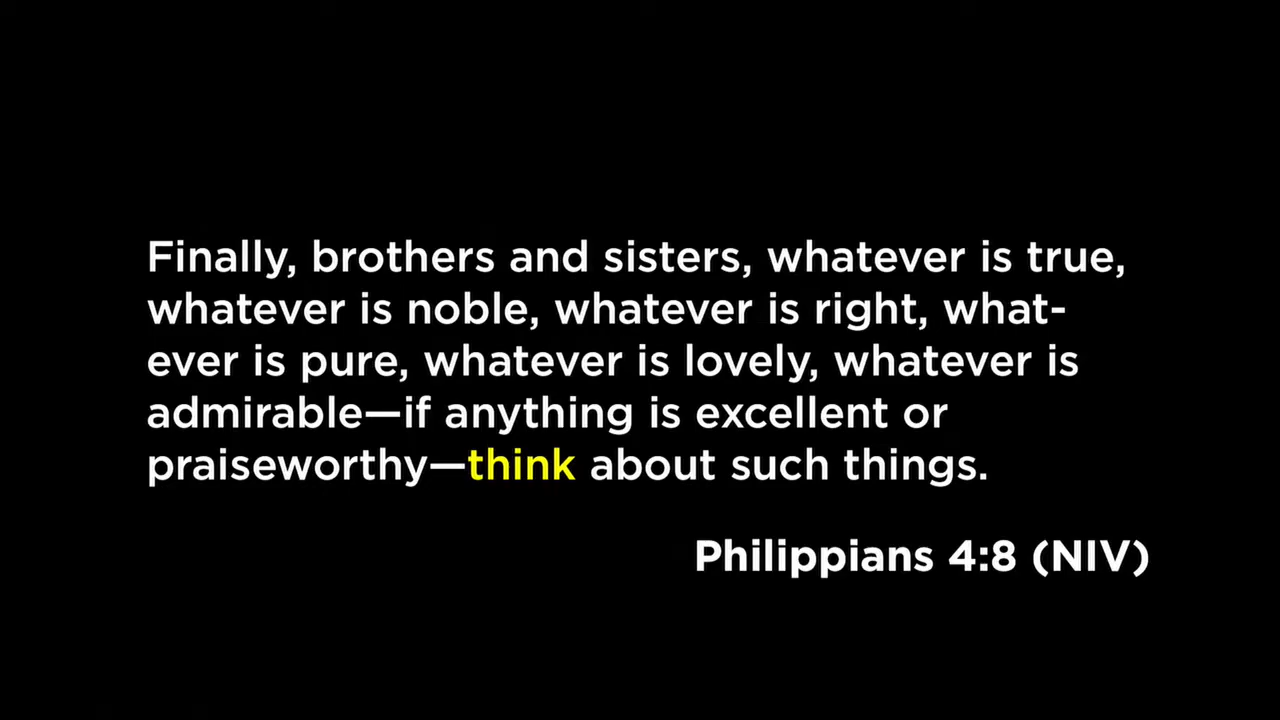 Finally, brothers and sisters, whatever is true,
whatever is noble, whatever is right, what-
ever is pure, whatever is lovely, whatever is
admirable—if anything is excellent or
praiseworthy—think about such things.
Philippians 4:8 (NIV)